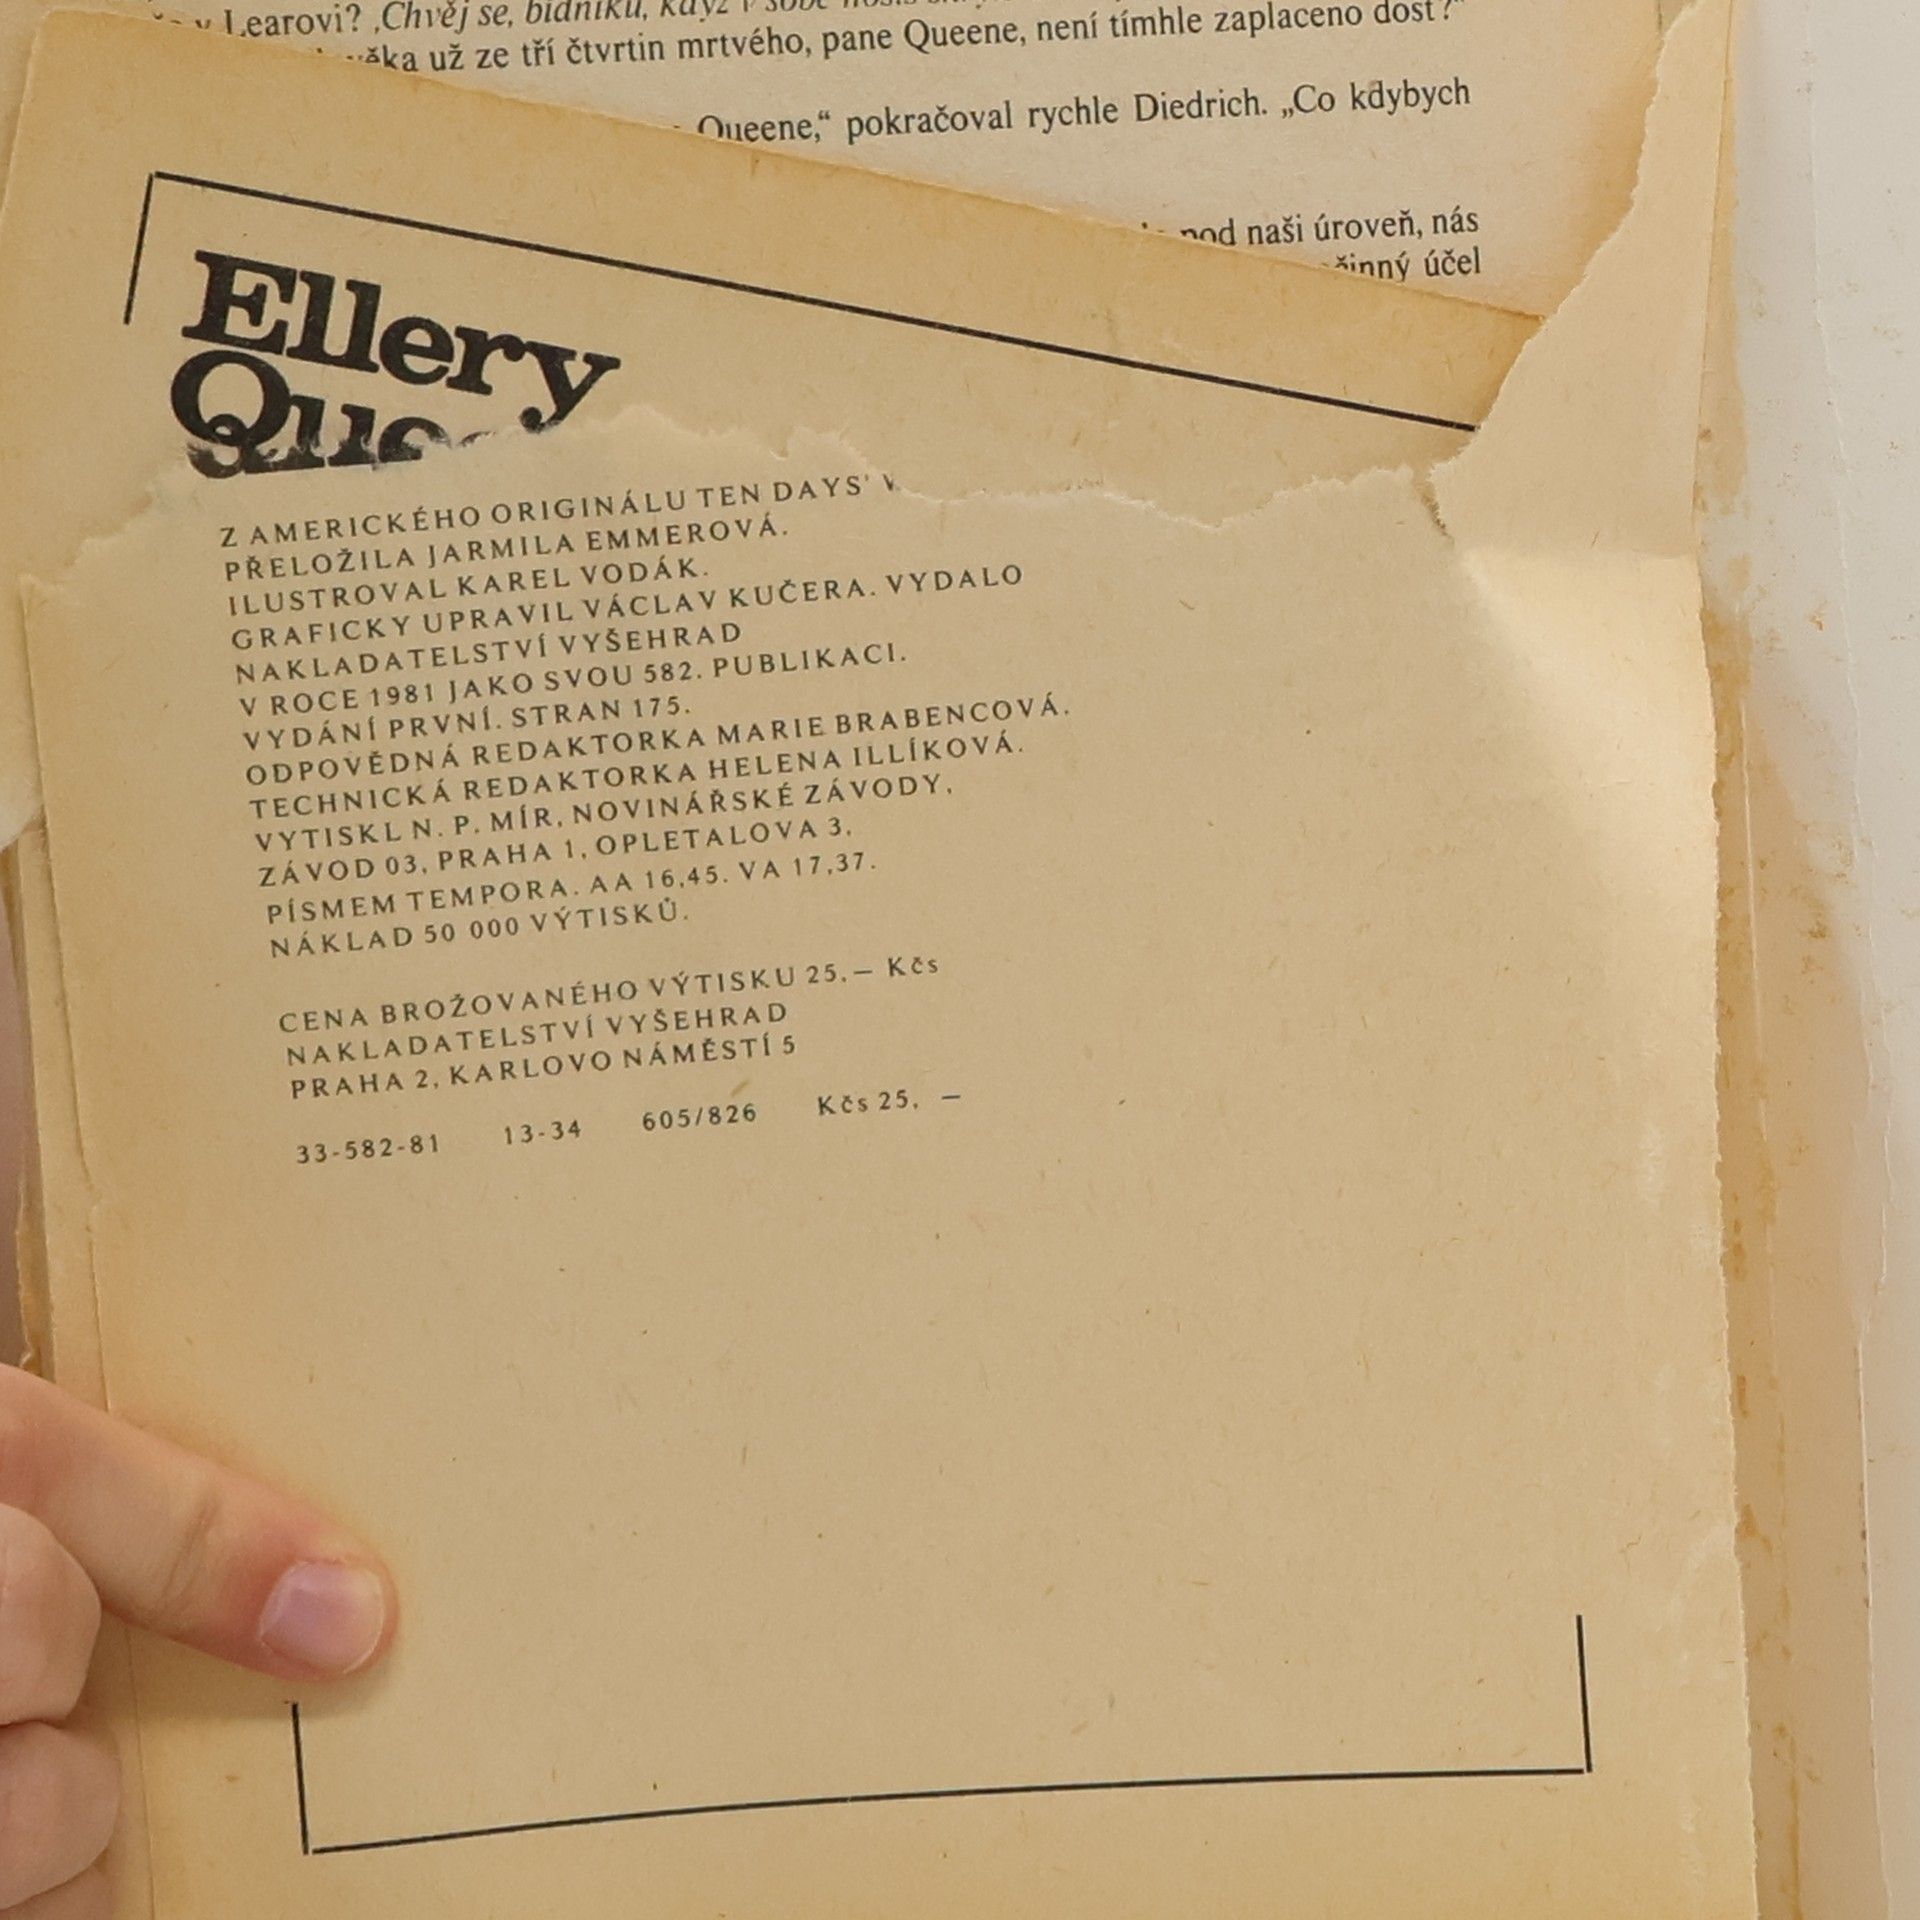 Learovi? ‚Chvěj se, bídníku, když v sobě
už ze tří čtvrtin mrtvého, pane Queene, není tímhle zaplaceno dost?“
Queene,“ pokračoval rychle Diedrich. „Co kdybych
pod naši úroveň, nás
účel
Ellery
Z AMERICKÉHO ORIGINÁLU TEN DAYS'
PŘELOŽILA JARMILA EMMEROVÁ.
ILUSTROVAL KAREL VODÁK.
GRAFICKY UPRAVIL VÁCLAV KUČERA. VYDALO
NAKLADATELSTVÍ VYŠEHRAD
V ROCE 1981 JAKO SVOU 582. PUBLIKACI.
VYDÁNÍ PRVNÍ. STRAN 175.
ODPOVĚDNÁ REDAKTORKA MARIE BRABENCOVÁ.
TECHNICKÁ REDAKTORKA HELENA ILLÍKOVÁ.
VYTISKL N. P. MÍR, NOVINÁŘSKÉ ZÁVODY,
ZÁVOD 03, PRAHA 1, OPLETALOVA 3,
PÍSMEM TEMPORA. AA 16,45. VA 17,37.
NÁKLAD 50 000 VÝTISKŮ.
CENA BROŽOVANÉHO VÝTISKU 25,— Kčs
NAKLADATELSTVÍ VYŠEHRAD
PRAHA 2, KARLOVO NÁMĚSTÍ 5
33-582-81 13-34 605/826 Kčs 25, —